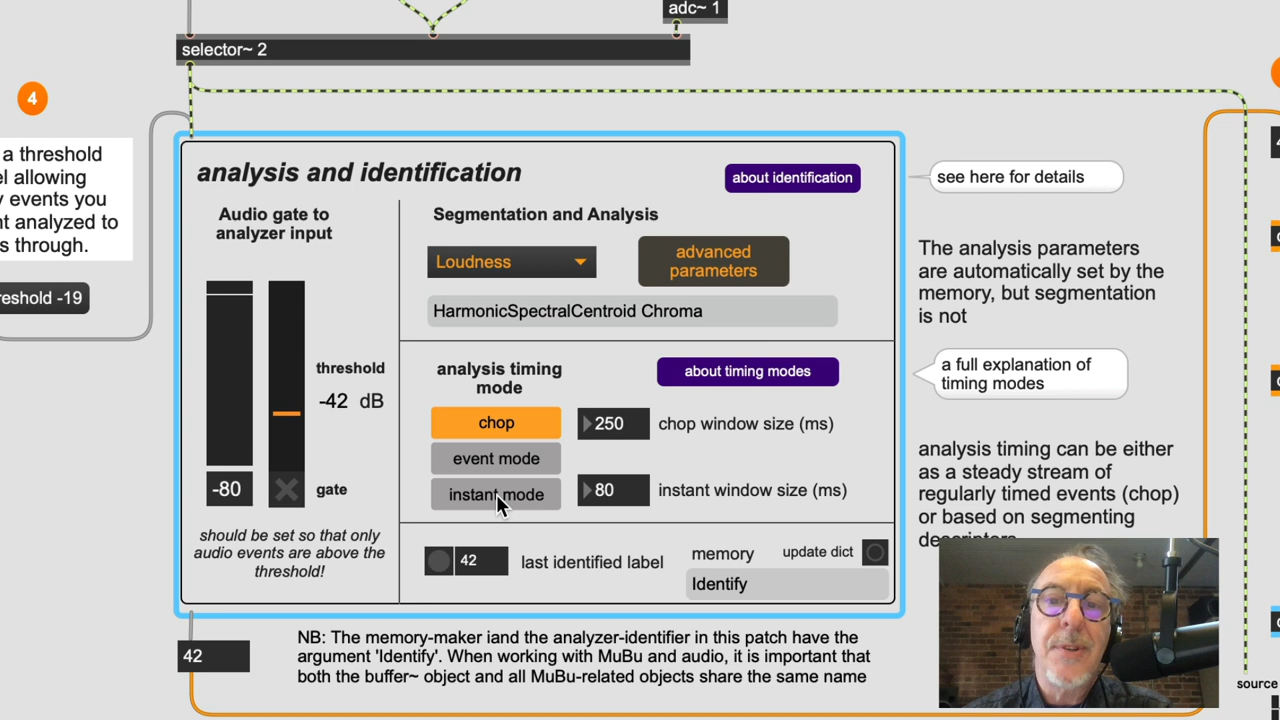 adc~ 1
selector~ 2
4
a threshold
allowing
events you
analyzed to
through.
-19
analysis and identification
about identification
see here for details
Audio gate to
analyzer input
threshold
-42 dB
-80
gate
should be set so that only
audio events are above the
threshold!
Segmentation and Analysis
Loudness
advanced
parameters
HarmonicSpectralCentroid Chroma
The analysis parameters
are automatically set by the
memory, but segmentation
is not
analysis timing
mode
about timing modes
a full explanation of
timing modes
chop
250
chop window size (ms)
event mode
instant mode
80
instant window size (ms)
analysis timing can be either
as a steady stream of
regularly timed events (chop)
or based on segmenting
42
last identified label
memory
update dict
Identify
42
NB: The memory-maker iand the analyzer-identifier in this patch have the
argument 'Identify'. When working with MuBu and audio, it is important that
both the buffer~ object and all MuBu-related objects share the same name
source